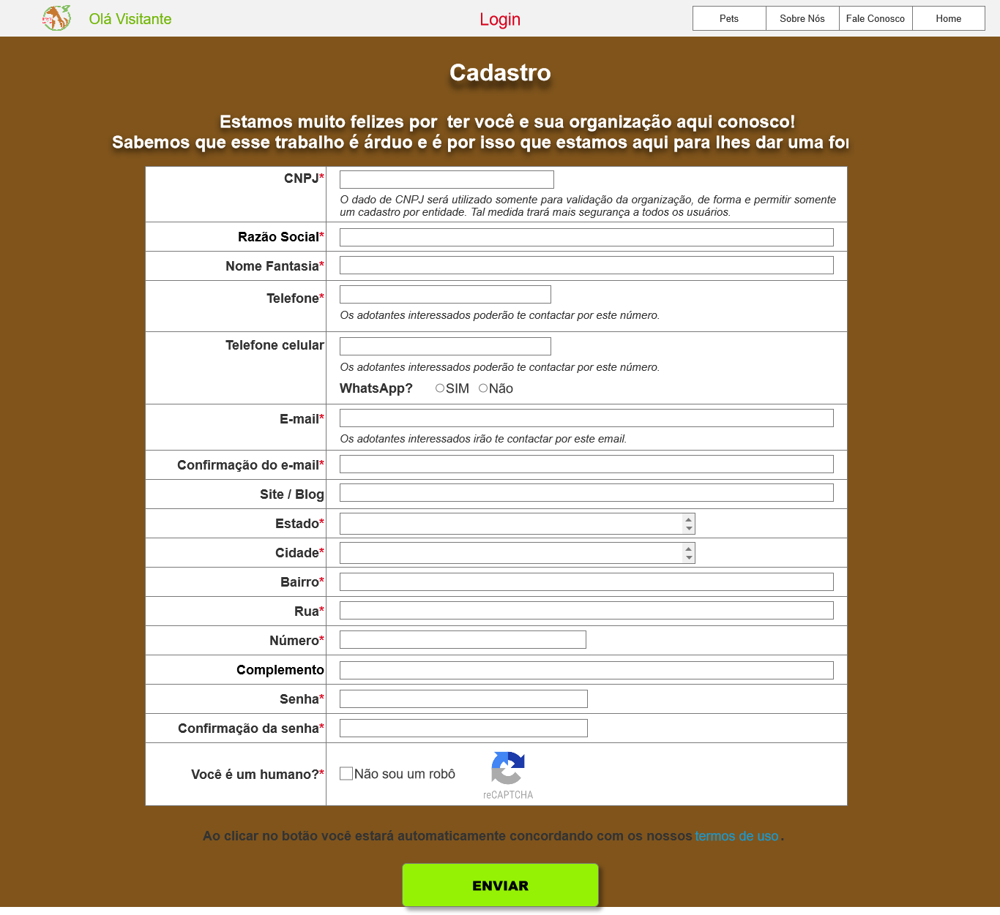 Olá Visitante
Login
Pets
Sobre Nós
Fale Conosco
Home
Cadastro
Estamos muito felizes por ter você e sua organização aqui conosco!
Sabemos que esse trabalho é árduo e é por isso que estamos aqui para lhes dar uma for
CNPJ*
O dado de CNPJ será utilizado somente para validação da organização, de forma e permitir somente
um cadastro por entidade. Tal medida trará mais segurança a todos os usuários.
Razão Social*
Nome Fantasia*
Telefone*
Os adotantes interessados poderão te contactar por este número.
Telefone celular
Os adotantes interessados poderão te contactar por este número.
WhatsApp? SIM Não
E-mail*
Os adotantes interessados irão te contactar por este email.
Confirmação do e-mail*
Site / Blog
Estado*
Cidade*
Bairro*
Rua*
Número*
Complemento
Senha*
Confirmação da senha*
Você é um humano?*
Não sou um robô
reCAPTCHA
Ao clicar no botão você estará automaticamente concordando com os nossos termos de uso.
ENVIAR